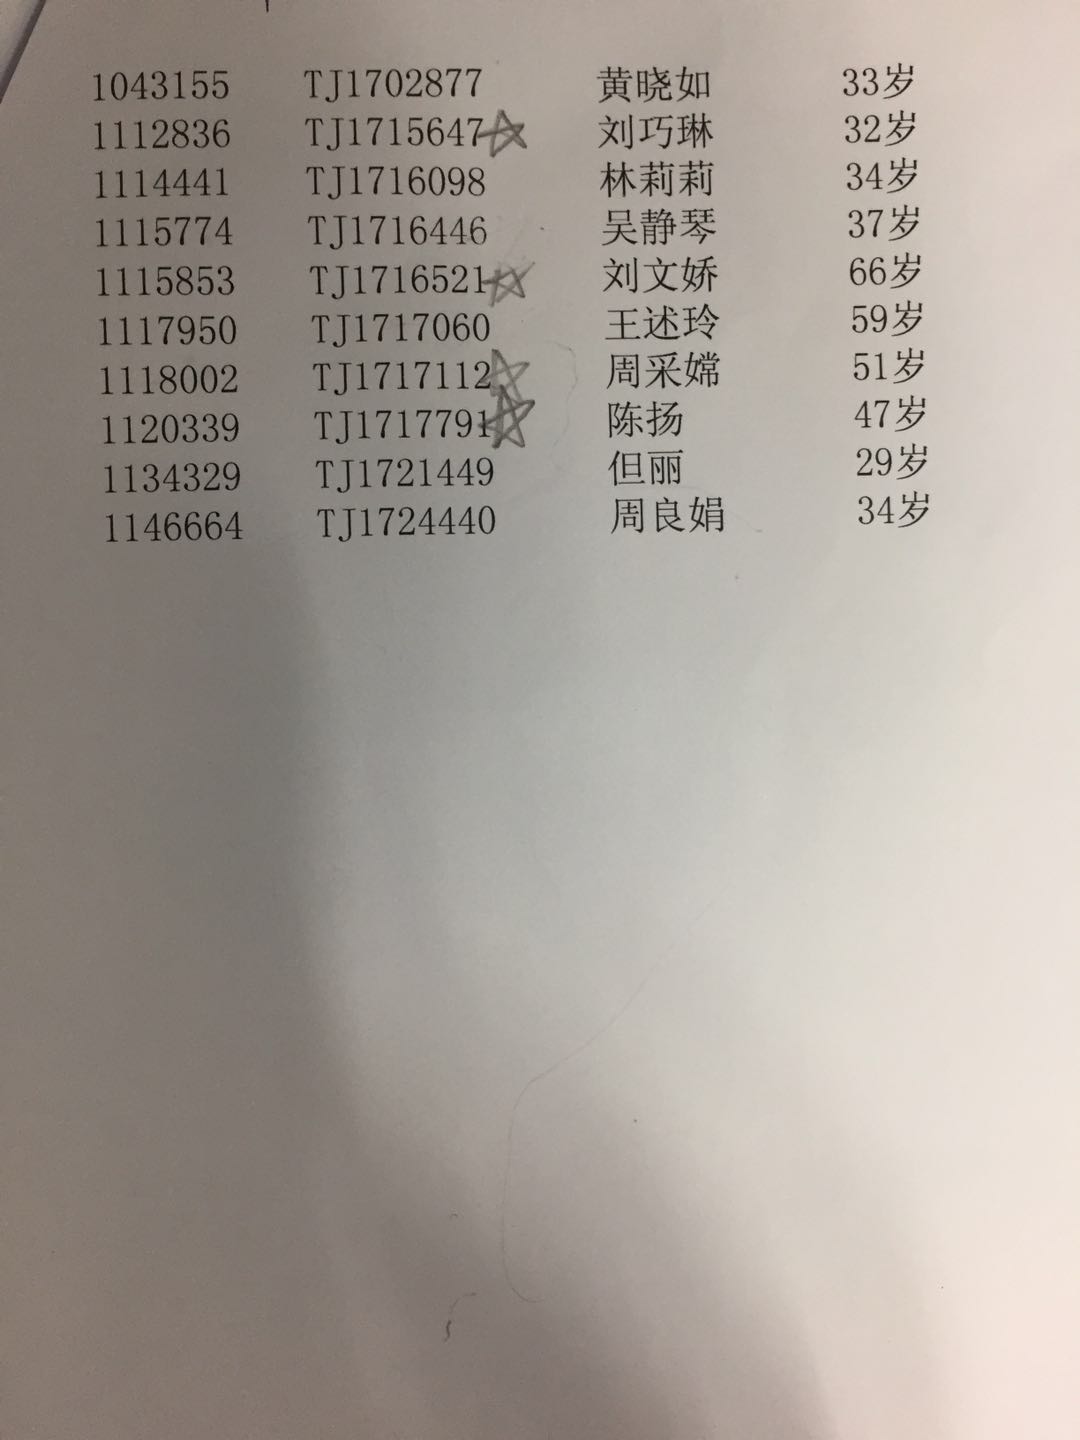 1043155 TJ1702877 黄晓如 33岁
1112836 TJ1715647☆ 刘巧琳 32岁
1114441 TJ1716098 林莉莉 34岁
1115774 TJ1716446 吴静琴 37岁
1115853 TJ1716521☆ 刘文娇 66岁
1117950 TJ1717060 王述玲 59岁
1118002 TJ1717112☆ 周采嫦 51岁
1120339 TJ1717791☆ 陈扬 47岁
1134329 TJ1721449 但丽 29岁
1146664 TJ1724440 周良娟 34岁